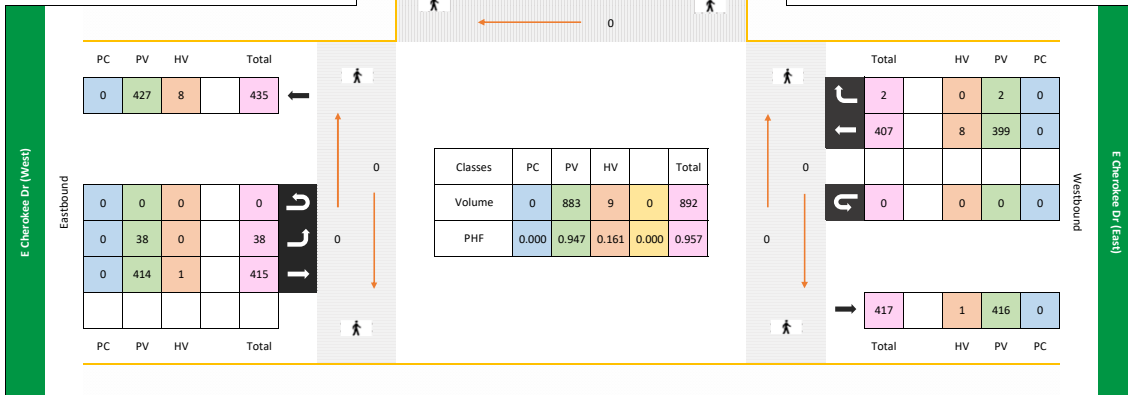 0
PC PV HV Total
0 427 8 435
Total HV PV PC
2 0 2 0
407 8 399 0
0 0 0 0
E Cherokee Dr (West)
Eastbound
0 0 0 0
0 38 0 38
0 414 1 415
PC PV HV Total
0
0
Classes PC PV HV Total
Volume 0 883 9 0 892
PHF 0.000 0.947 0.161 0.000 0.957
0
0
Westbound
E Cherokee Dr (East)
417 1 416 0
Total HV PV PC